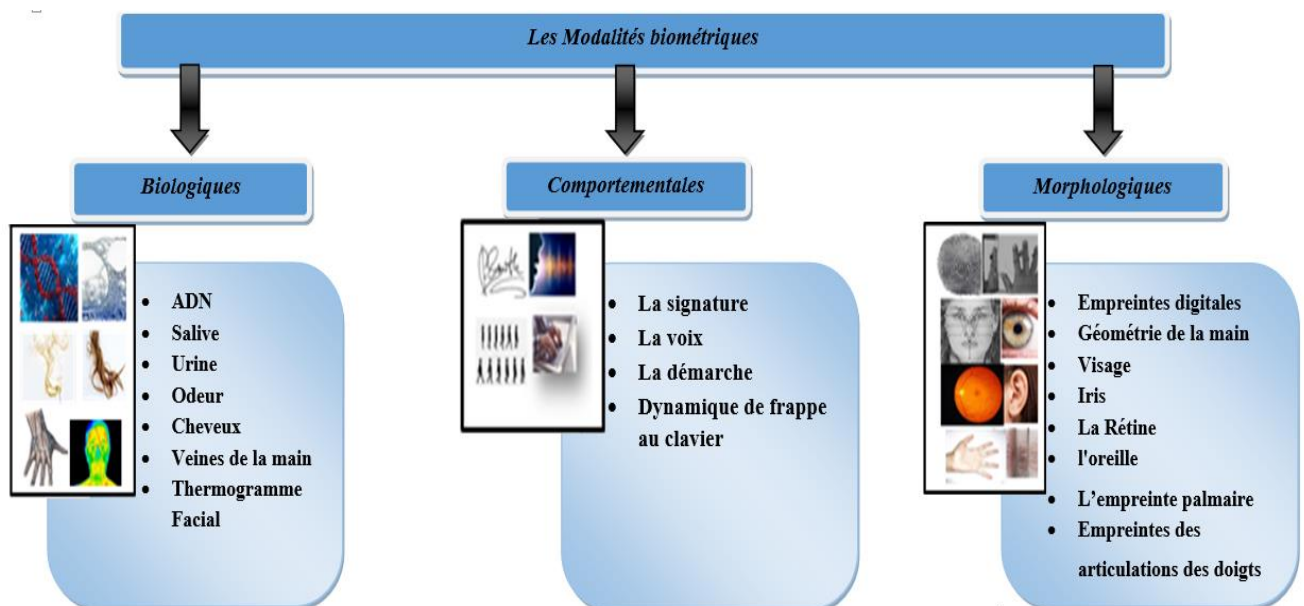 Les Modalités biométriques
Biologiques
ADN
Salive
Urine
Odeur
Cheveux
Veines de la main
Thermogramme
Facial
Comportementales
La signature
La voix
La démarche
Dynamique de frappe
au clavier
Morphologiques
Empreintes digitales
Géométrie de la main
Visage
Iris
La Rétine
l'oreille
L’empreinte palmaire
Empreintes des
articulations des doigts